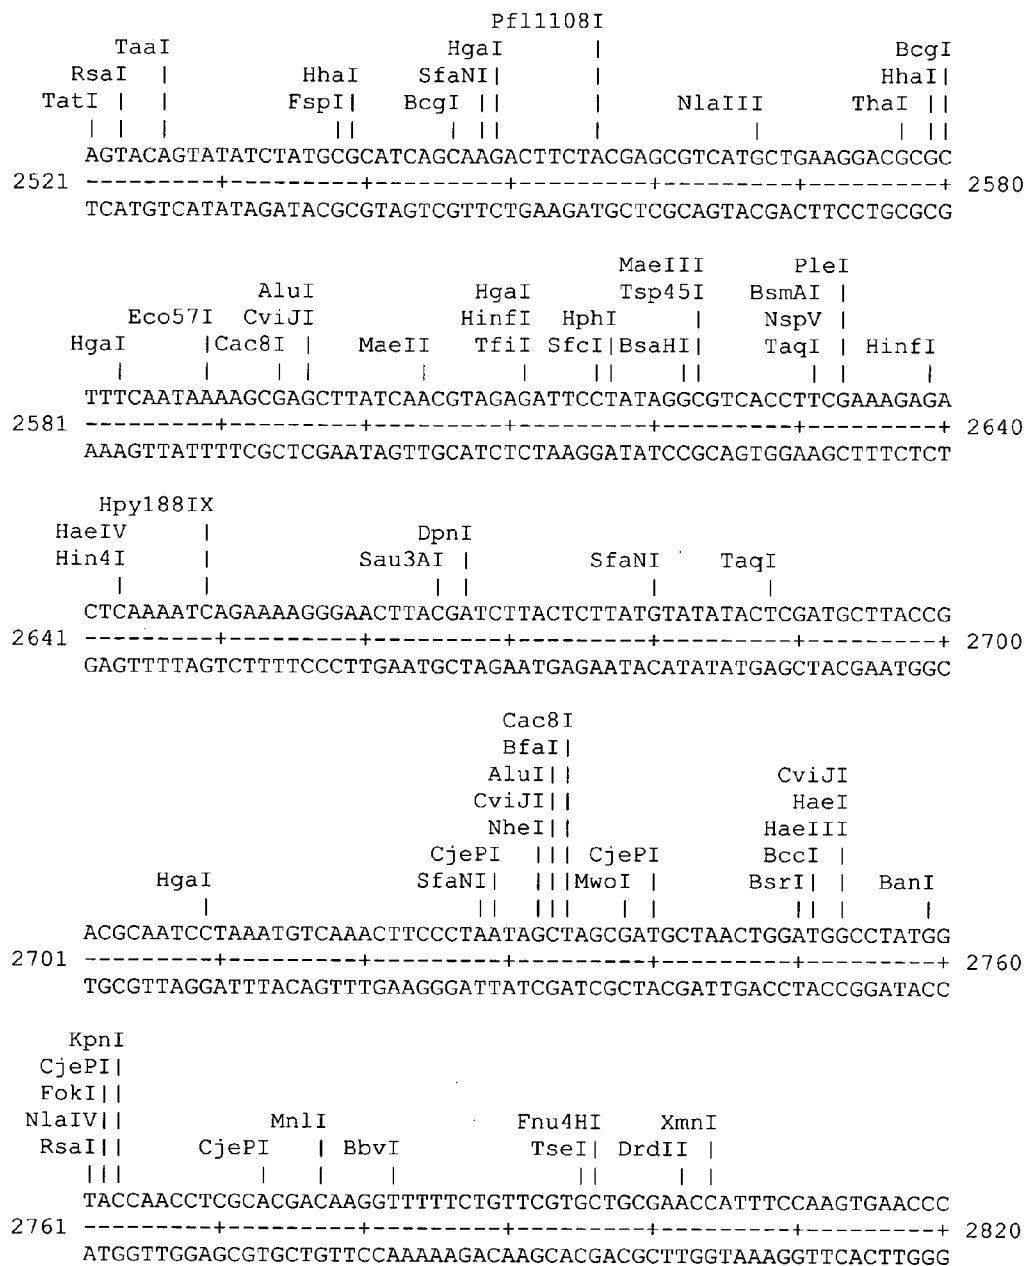 Pfl1108I
TaaI HgaI BcgI
RsaI HhaI SfaNI HhaI
TatI FspI BcgI NlaIII ThaI
AGTACAGTATATCTATGCGCATCAGCAAGACTTCTACGAGCGTCATGCTGAAGGACGCGC
2521 ---------+---------+---------+---------+---------+---------+ 2580
TCATGTCATATAGATACGCGTAGTCGTTCTGAAGATGCTCGCAGTACGACTTCCTGCGCG
MaeIII PleI
AluI HgaI Tsp45I BsmAI
Eco57I CviJI HinfI HphI NspV
HgaI Cac8I MaeII TfiI SfcI BsaHI TaqI HinfI
TTTCAATAAAAGCGAGCTTATCAACGTAGAGATTCCTATAGGCGTCACCTTCGAAAGAGA
2581 ---------+---------+---------+---------+---------+---------+ 2640
AAAGTTATTTTCGCTCGAATAGTTGCATCTCTAAGGATATCCGCAGTGGAAGCTTTCTCT
Hpy188IX
HaeIV DpnI
Hin4I Sau3AI SfaNI TaqI
CTCAAAATCAGAAAAGGGAACTTACGATCTTACTCTTATGTATATACTCGATGCTTACCG
2641 ---------+---------+---------+---------+---------+---------+ 2700
GAGTTTTAGTCTTTTCCCTTGAATGCTAGAATGAGAATACATATATGAGCTACGAATGGC
Cac8I
BfaI
AluI CviJI
CviJI HaeI
NheI HaeIII
CjePI CjePI BccI
HgaI SfaNI MwoI BsrI BanI
ACGCAATCCTAAATGTCAAACTTCCCTAATAGCTAGCGATGCTAACTGGATGGCCTATGG
2701 ---------+---------+---------+---------+---------+---------+ 2760
TGCGTTAGGATTTACAGTTTGAAGGGATTATCGATCGCTACGATTGACCTACCGGATACC
KpnI
CjePI
FokI
NlaIV MnlI Fnu4HI XmnI
RsaI CjePI BbvI TseI DrdII
TACCAACCTCGCACGACAAGGTTTTTCTGTTCGTGCTGCGAACCATTTCCAAGTGAACCC
2761 ---------+---------+---------+---------+---------+---------+ 2820
ATGGTTGGAGCGTGCTGTTCCAAAAAGACAAGCACGACGCTTGGTAAAGGTTCACTTGGG